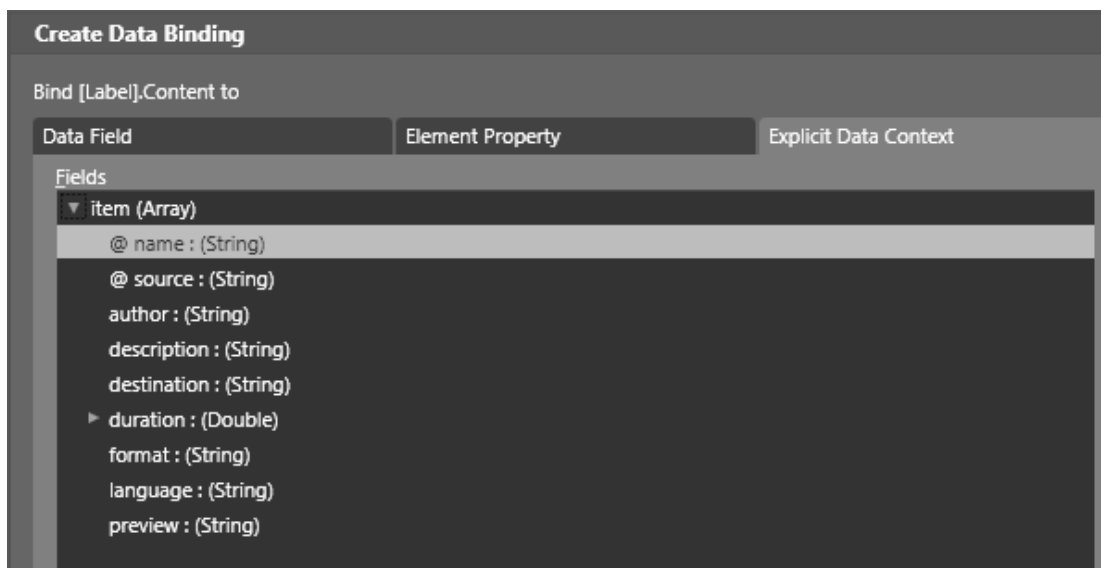 Create Data Binding
Bind [Label].Content to
Data Field Element Property Explicit Data Context
Fields
item (Array)
@ name : (String)
@ source : (String)
author : (String)
description : (String)
destination : (String)
duration : (Double)
format : (String)
language : (String)
preview : (String)